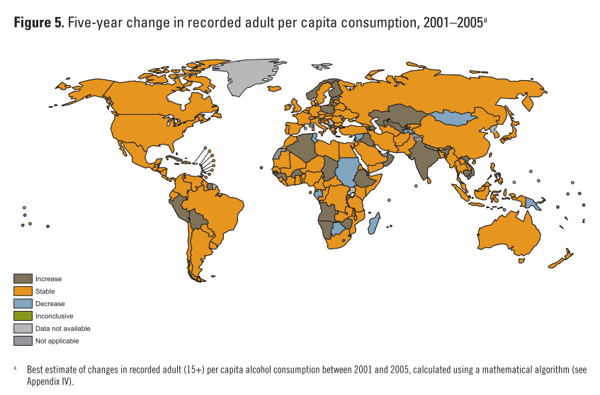 Figure 5. Five-year change in recorded adult per capita consumption, 2001–2005ª
Increase
Stable
Decrease
Inconclusive
Data not available
Not applicable
ª Best estimate of changes in recorded adult (15+) per capita alcohol consumption between 2001 and 2005, calculated using a mathematical algorithm (see
Appendix IV).